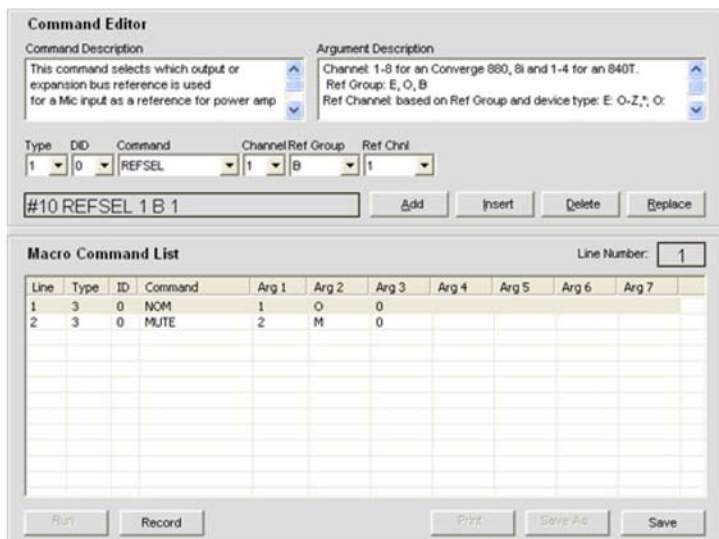 Command Editor
Command Description Argument Description
This command selects which output or
expansion bus reference is used
for a Mic input as a reference for power amp
Channel: 1-8 for an Converge 880, 8i and 1-4 for an 840T.
Ref Group: E, O, B
Ref Channel: based on Ref Group and device type: E: O-Z,*; O:
Type DID Command Channel Ref Group Ref Chnl
1 0 REFSEL 1 B 1
#10 REFSEL 1 B 1 Add Insert Delete Replace
Macro Command List Line Number: 1
Line Type ID Command Arg 1 Arg 2 Arg 3 Arg 4 Arg 5 Arg 6 Arg 7
1 3 0 NOM 1 O 0
2 3 0 MUTE 2 M 0
Run Record Print Save As Save